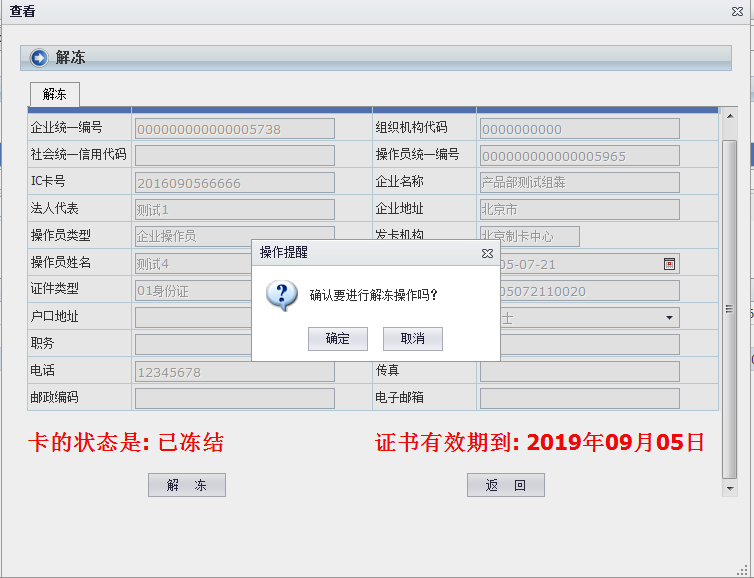 查看
解冻
解冻
企业统一编号 000000000000005738 组织机构代码 0000000000
社会统一信用代码 操作员统一编号 000000000000005965
IC卡号 2016090566666 企业名称 产品部测试组犇
法人代表 测试1 企业地址 北京市
操作员类型 企业操作员 发卡机构 北京制卡中心
操作员姓名 测试4 05-07-21
证件类型 01身份证 05072110020
户口地址 士
职务
电话 12345678 传真
邮政编码 电子邮箱
操作提醒
确认要进行解冻操作吗?
确定 取消
卡的状态是: 已冻结 证书有效期到: 2019年09月05日
解 冻 返 回